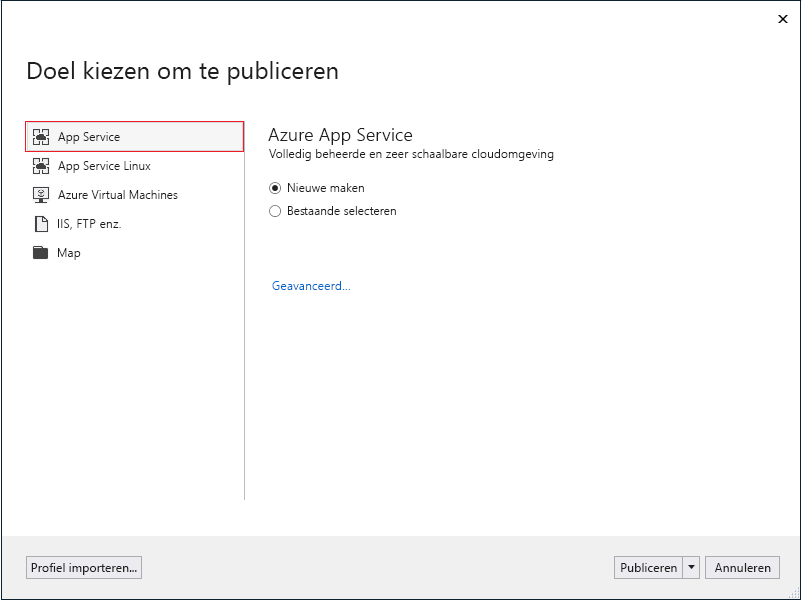 Doel kiezen om te publiceren
App Service
App Service Linux
Azure Virtual Machines
IIS, FTP enz.
Map
Azure App Service
Volledig beheerde en zeer schaalbare cloudomgeving
Nieuwe maken
Bestaande selecteren
Geavanceerd...
Profiel importeren...
Publiceren
Annuleren